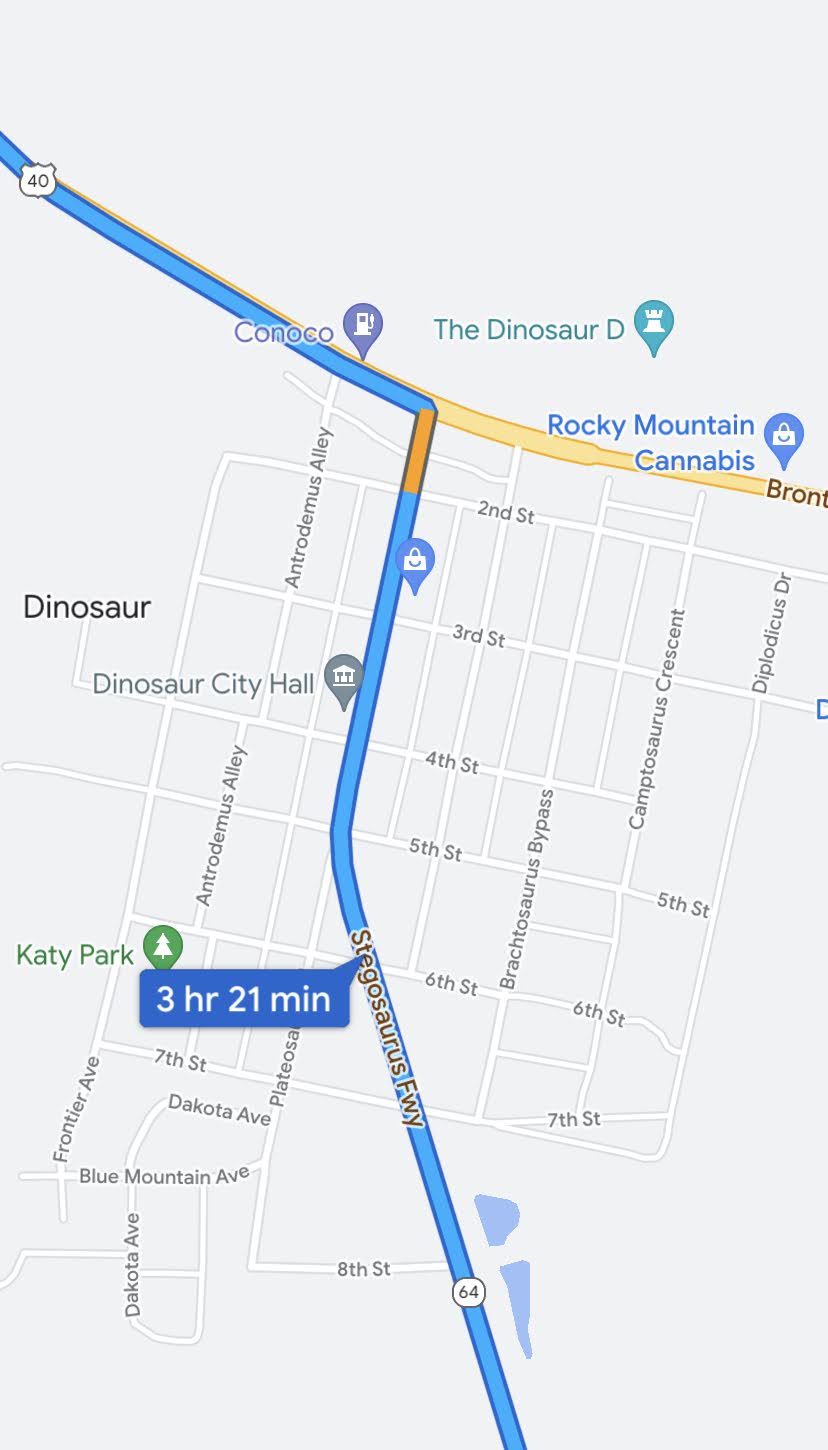 40
Conoco
The Dinosaur D
Rocky Mountain
Cannabis
Bront
2nd St
Antrodemus Alley
Dinosaur
3rd St
Diplodicus Dr
Camptosaurus Crescent
Dinosaur City Hall
D
4th St
Antrodemus Alley
5th St
Brachtosaurus Bypass
5th St
Katy Park
3 hr 21 min
Stegosaurus Fwy
6th St
6th St
7th St
Plateosau
Frontier Ave
Dakota Ave
7th St
Blue Mountain Ave
Dakota Ave
8th St
64